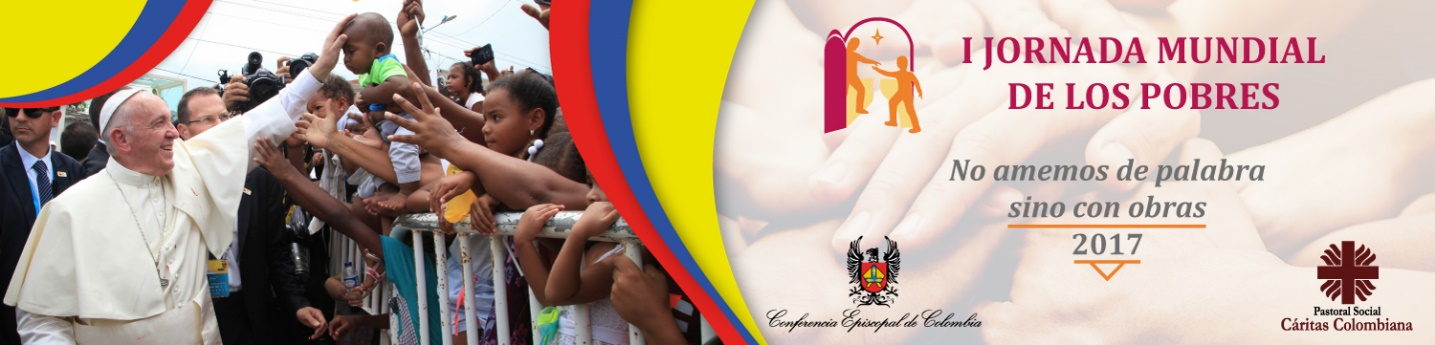 I JORNADA MUNDIAL
DE LOS POBRES
No amemos de palabra
sino con obras
2017
Conferencia Episcopal de Colombia
Pastoral Social
Cáritas Colombiana